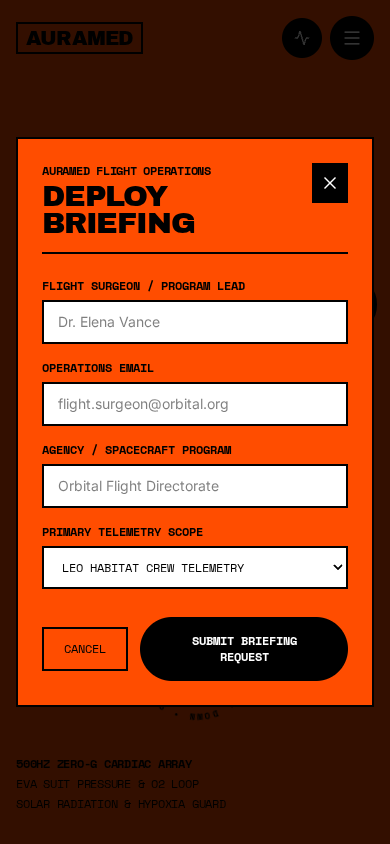 AURAMED
AURAMED FLIGHT OPERATIONS
DEPLOY
BRIEFING
FLIGHT SURGEON / PROGRAM LEAD
Dr. Elena Vance
OPERATIONS EMAIL
flight.surgeon@orbital.org
AGENCY / SPACECRAFT PROGRAM
Orbital Flight Directorate
PRIMARY TELEMETRY SCOPE
LEO HABITAT CREW TELEMETRY
CANCEL
SUBMIT BRIEFING
REQUEST
500HZ ZERO-G CARDIAC ARRAY
EVA SUIT PRESSURE & O2 LOOP
SOLAR RADIATION & HYPOXIA GUARD